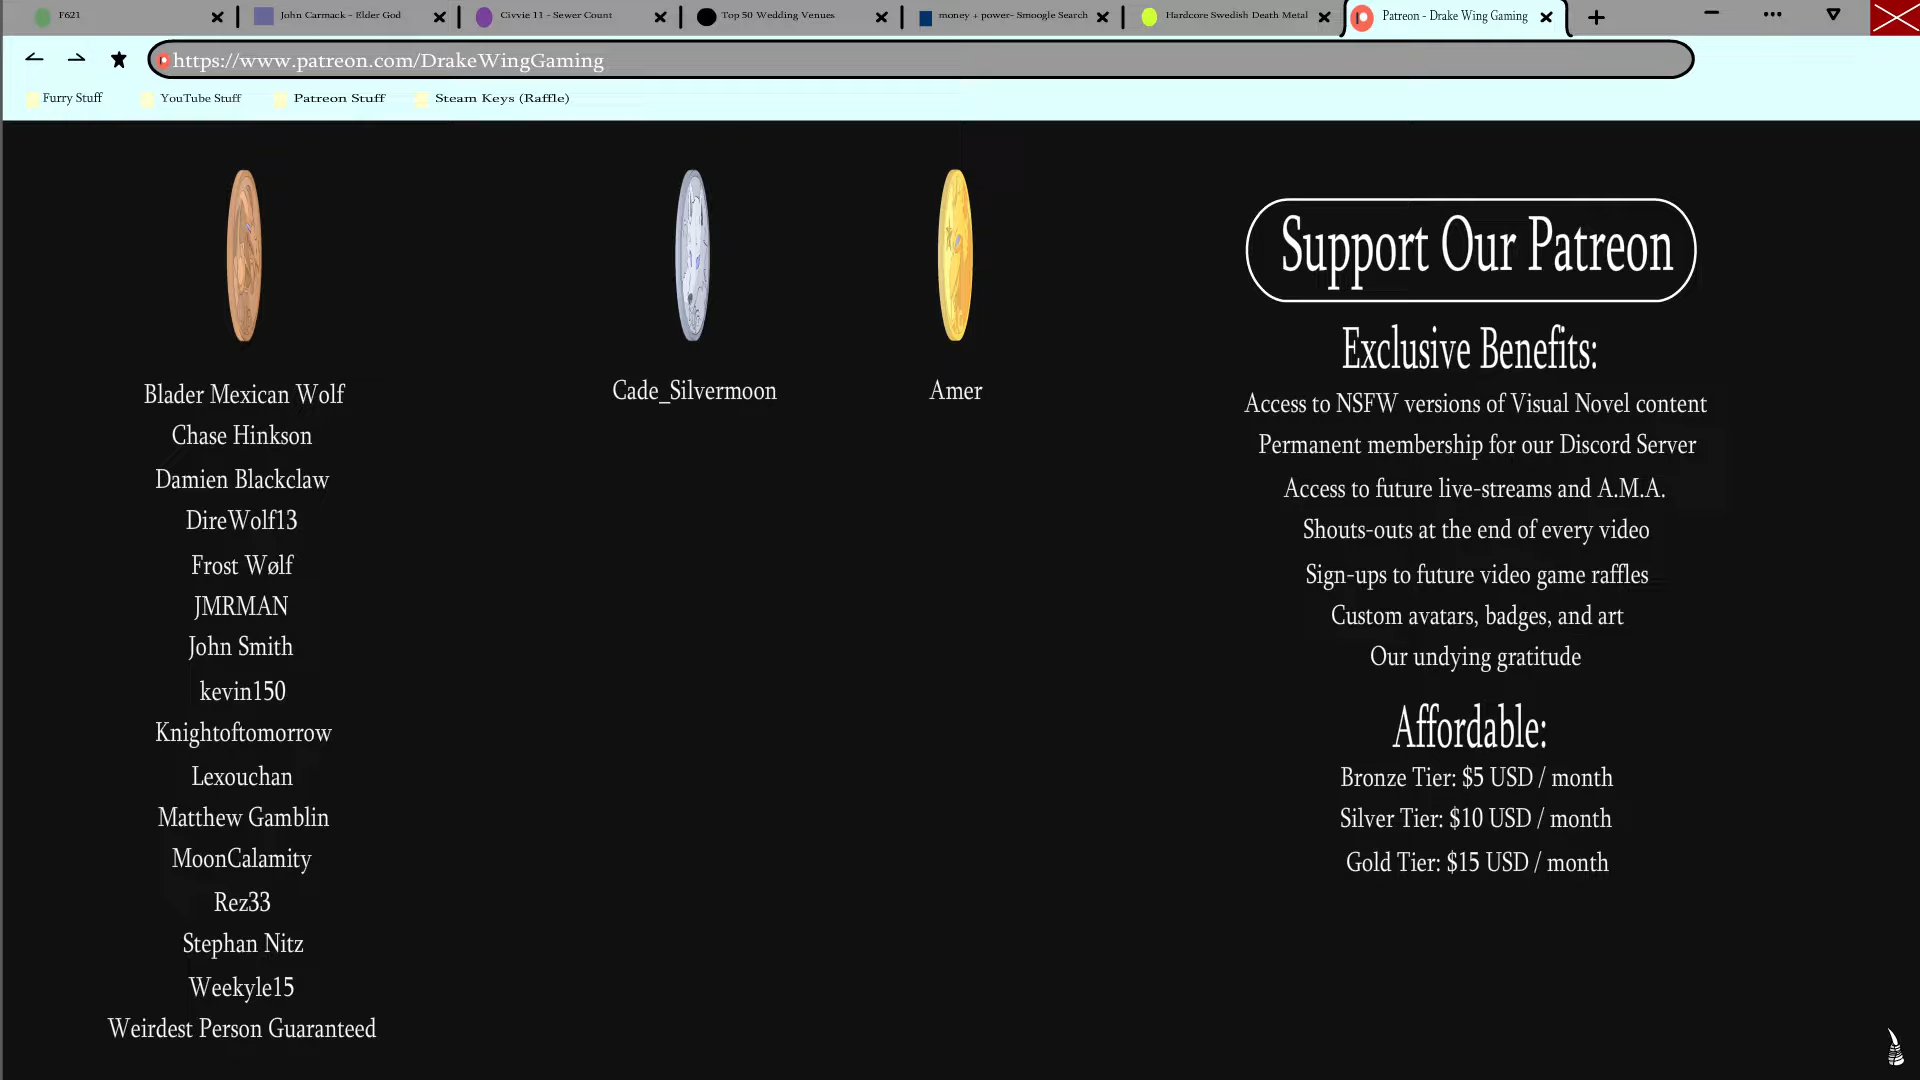 F621
John Carmack - Elder God
Civvie 11 - Sewer Count
Top 50 Wedding Venues
money + power- Smoogle Search
Hardcore Swedish Death Metal
Patreon - Drake Wing Gaming
https://www.patreon.com/DrakeWingGaming
Furry Stuff
YouTube Stuff
Patreon Stuff
Steam Keys (Raffle)
Blader Mexican Wolf
Chase Hinkson
Damien Blackclaw
DireWolf13
Frost Wølf
JMRMAN
John Smith
kevin150
Knightoftomorrow
Lexouchan
Matthew Gamblin
MoonCalamity
Rez33
Stephan Nitz
Weekyle15
Weirdest Person Guaranteed
Cade_Silvermoon
Amer
Support Our Patreon
Exclusive Benefits:
Access to NSFW versions of Visual Novel content
Permanent membership for our Discord Server
Access to future live-streams and A.M.A.
Shouts-outs at the end of every video
Sign-ups to future video game raffles
Custom avatars, badges, and art
Our undying gratitude
Affordable:
Bronze Tier: $5 USD / month
Silver Tier: $10 USD / month
Gold Tier: $15 USD / month